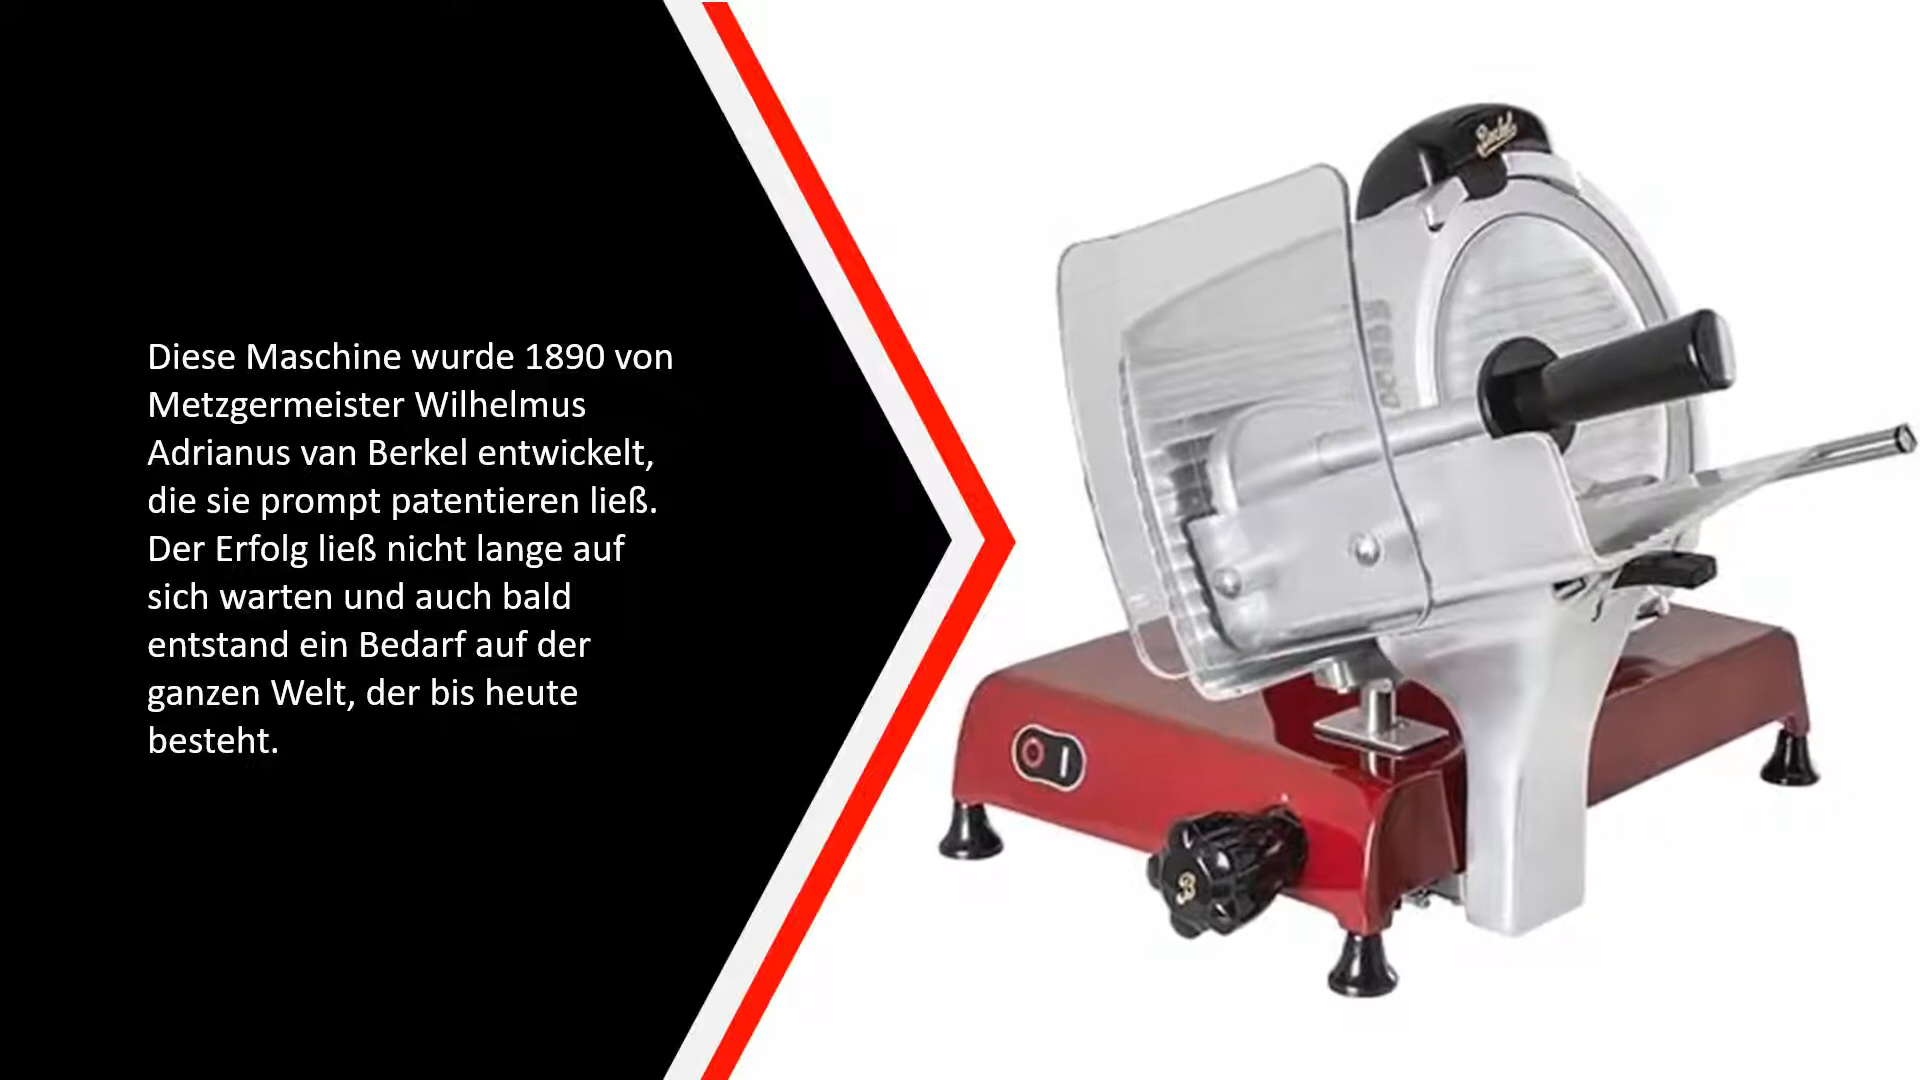 Diese Maschine wurde 1890 von
Metzgermeister Wilhelmus
Adrianus van Berkel entwickelt,
die sie prompt patentieren ließ.
Der Erfolg ließ nicht lange auf
sich warten und auch bald
entstand ein Bedarf auf der
ganzen Welt, der bis heute
besteht.
Berkel
B